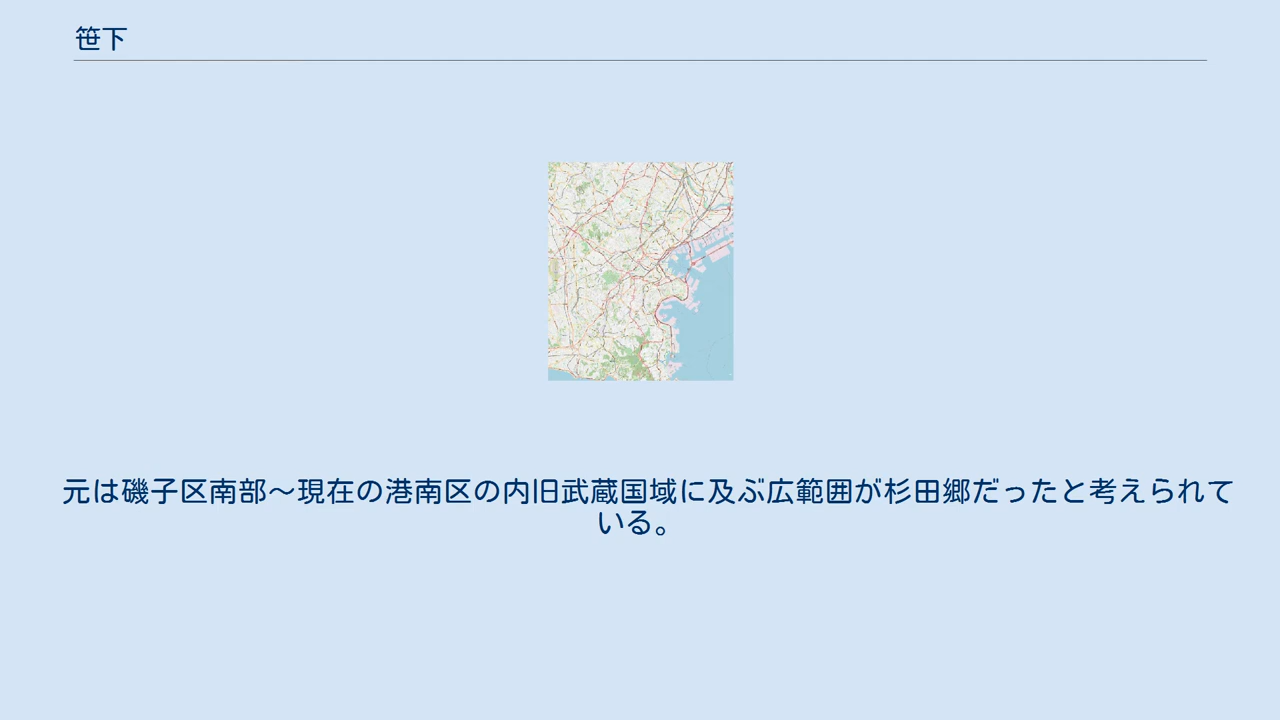 笹下
元は磯子区南部～現在の港南区の内旧武蔵国域に及ぶ広範囲が杉田郷だったと考えられて
いる。